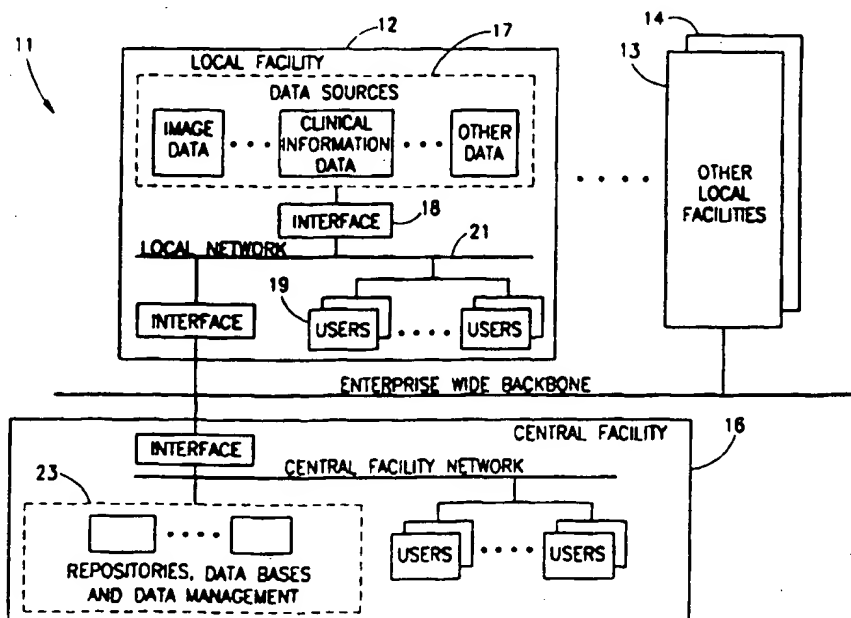 11
12
17
14
13
LOCAL FACILITY
DATA SOURCES
IMAGE
DATA
CLINICAL
INFORMATION
DATA
OTHER
DATA
OTHER
LOCAL
FACILITIES
INTERFACE
18
LOCAL NETWORK
21
19
INTERFACE
USERS
USERS
ENTERPRISE WIDE BACKBONE
INTERFACE
CENTRAL FACILITY
16
CENTRAL FACILITY NETWORK
23
USERS
USERS
REPOSITORIES, DATA BASES
AND DATA MANAGEMENT